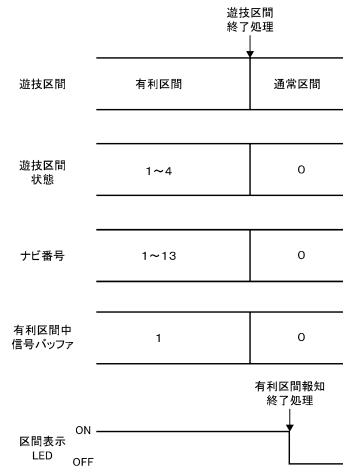 遊技区間
終了処理
遊技区間
有利区間
通常区間
遊技区間
状態
1～4
0
ナビ番号
1～13
0
有利区間中
信号バッファ
1
0
有利区間報知
終了処理
区間表示
LED
ON
OFF